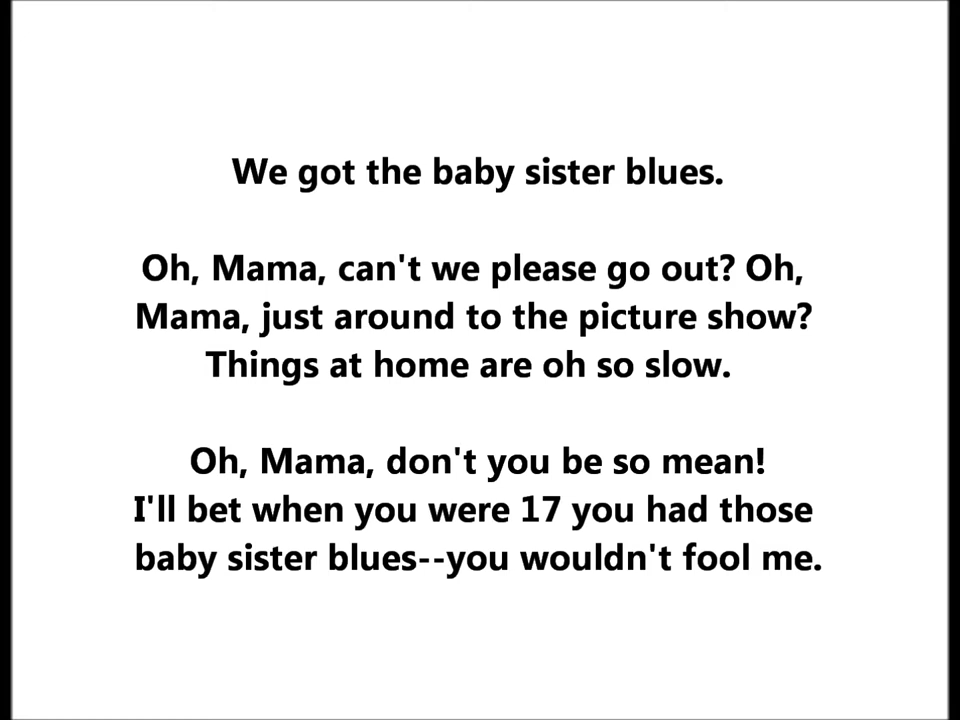 We got the baby sister blues.
Oh, Mama, can't we please go out? Oh,
Mama, just around to the picture show?
Things at home are oh so slow.
Oh, Mama, don't you be so mean!
I'll bet when you were 17 you had those
baby sister blues--you wouldn't fool me.